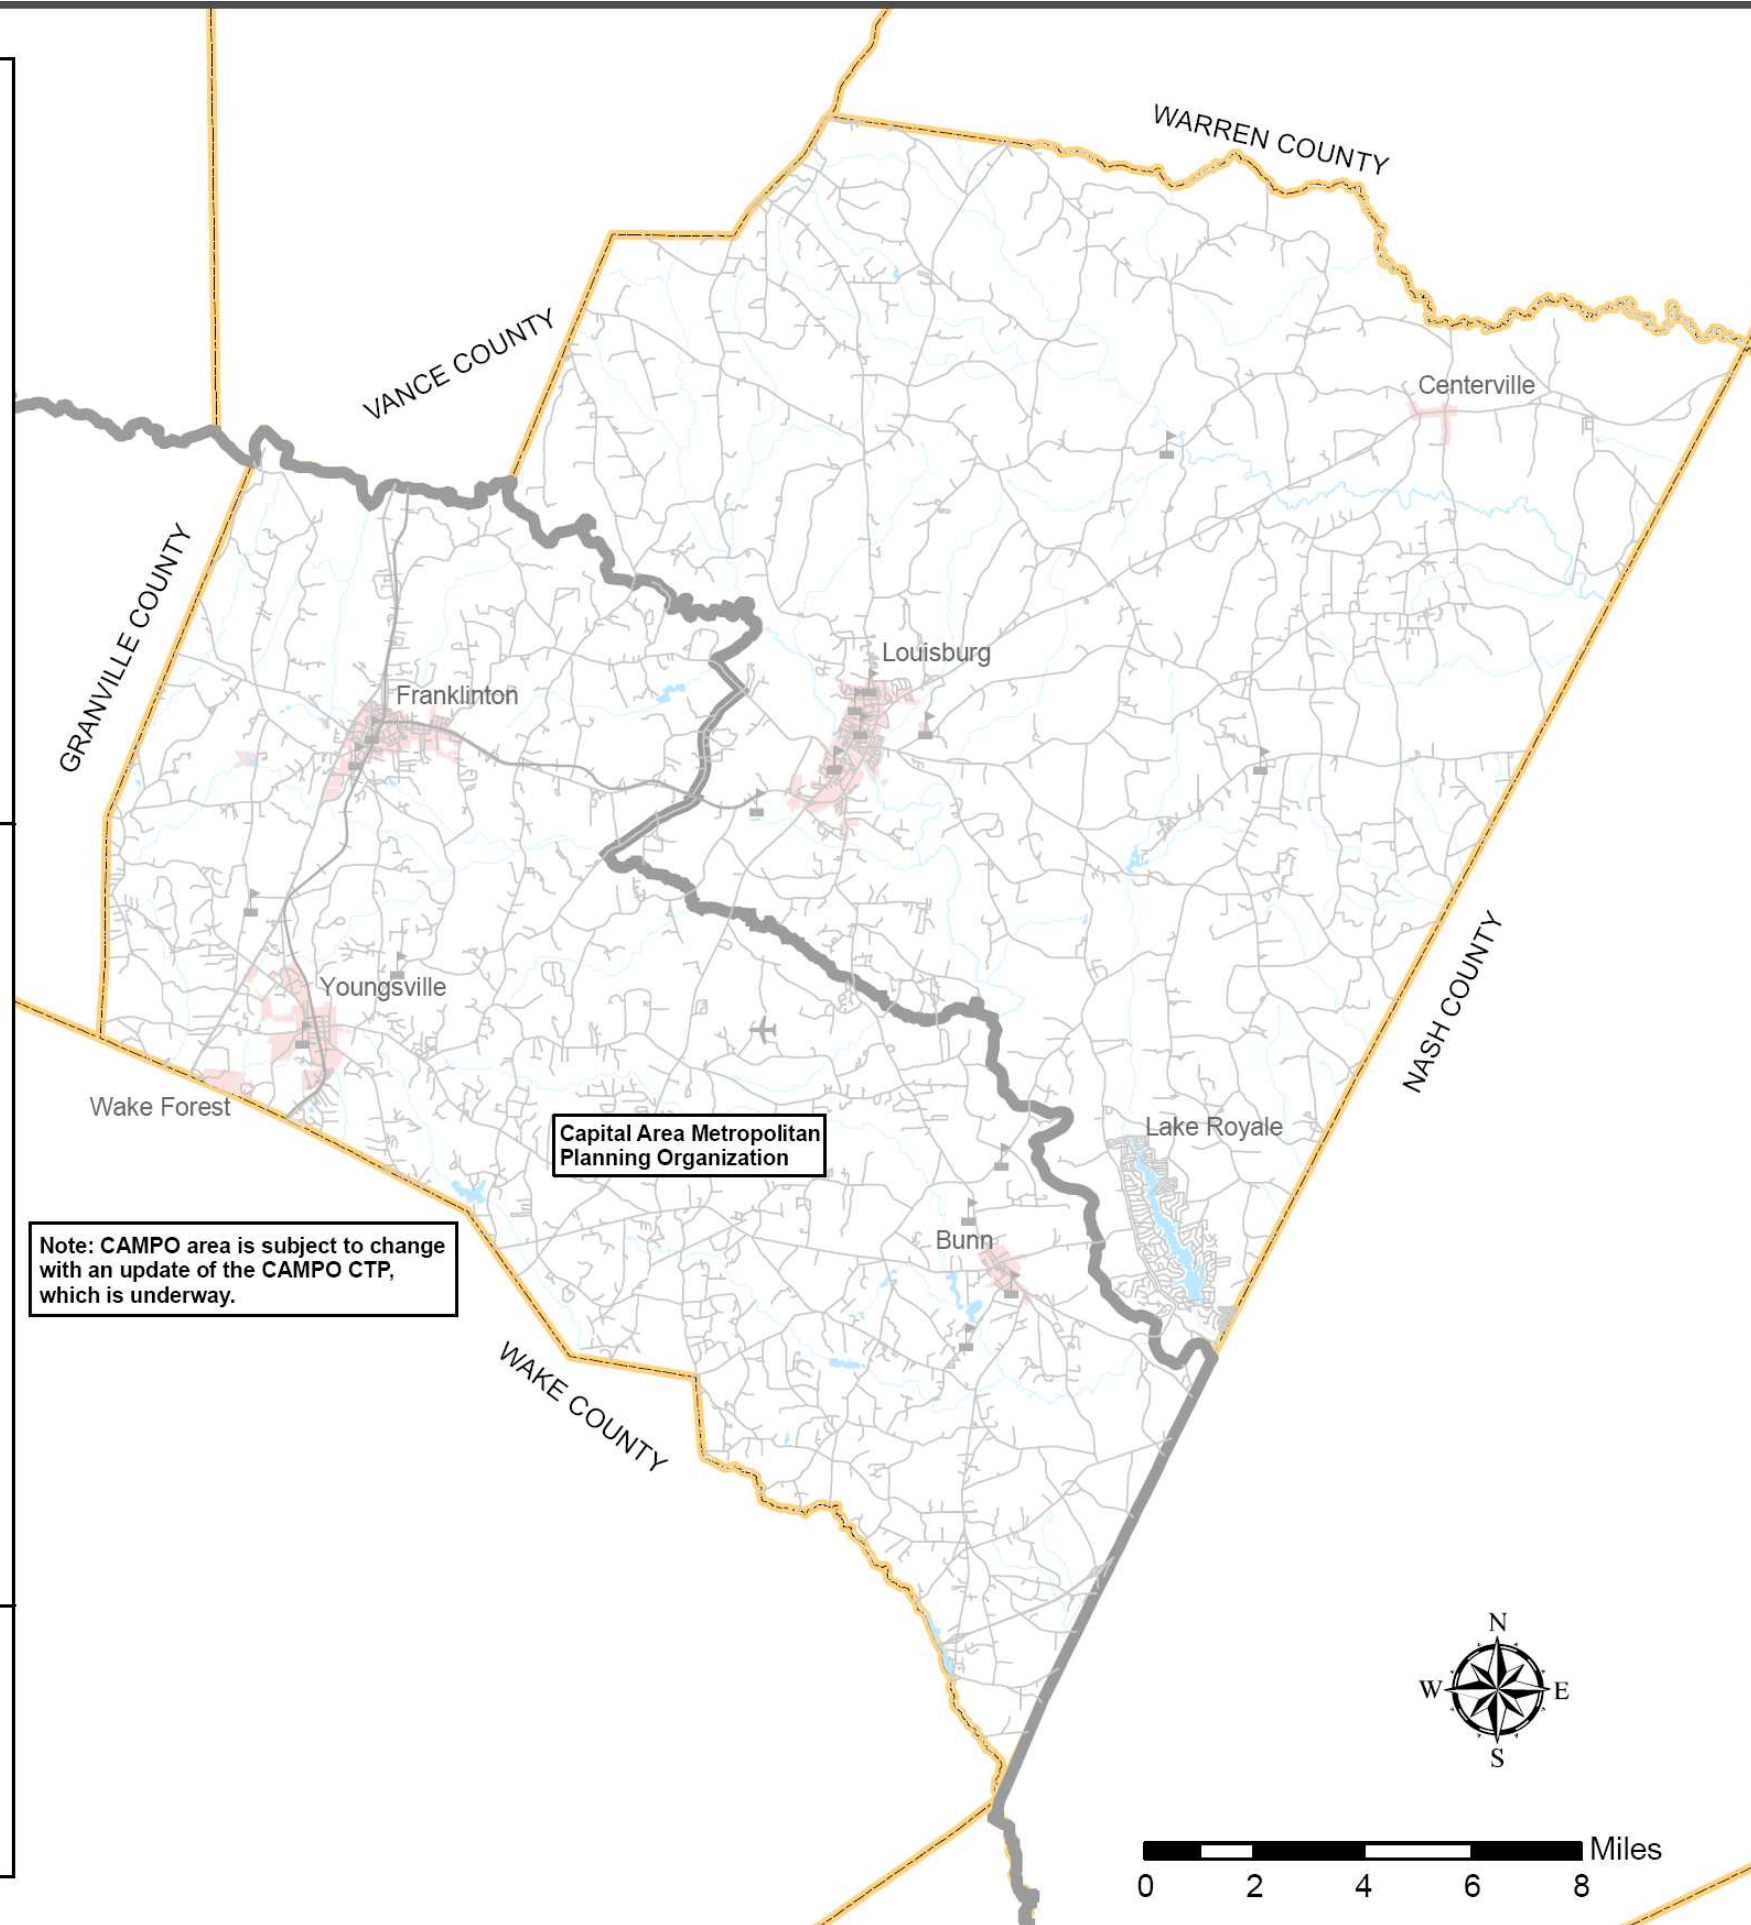 WARREN COUNTY
VANCE COUNTY
Centerville
GRANVILLE COUNTY
Louisburg
Franklinton
NASH COUNTY
Youngsville
Wake Forest
Capital Area Metropolitan
Planning Organization
Lake Royale
Bunn
Note: CAMPO area is subject to change
with an update of the CAMPO CTP,
which is underway.
WAKE COUNTY
N
W E
S
Miles
0 2 4 6 8